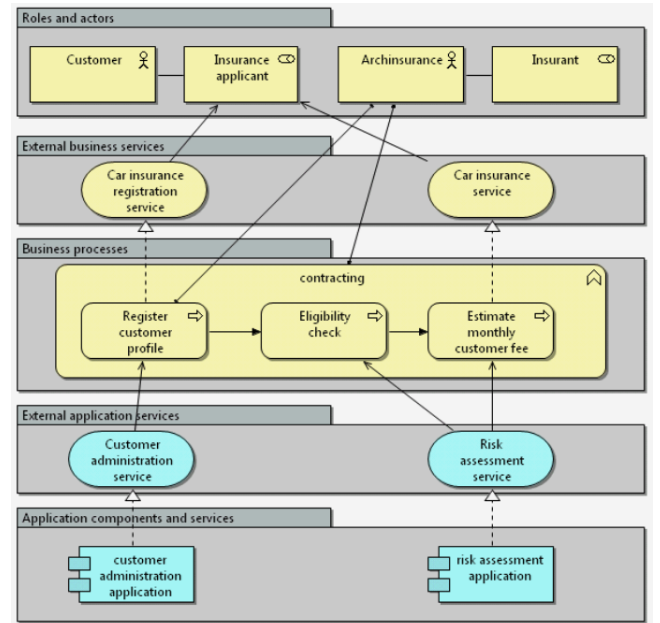 Roles and actors
Customer
Insurance
applicant
Archinsurance
Insurant
External business services
Car insurance
registration
service
Car insurance
service
Business processes
contracting
Register
customer
profile
Eligibility
check
Estimate
monthly
customer fee
External application services
Customer
administration
service
Risk
assessment
service
Application components and services
customer
administration
application
risk assessment
application